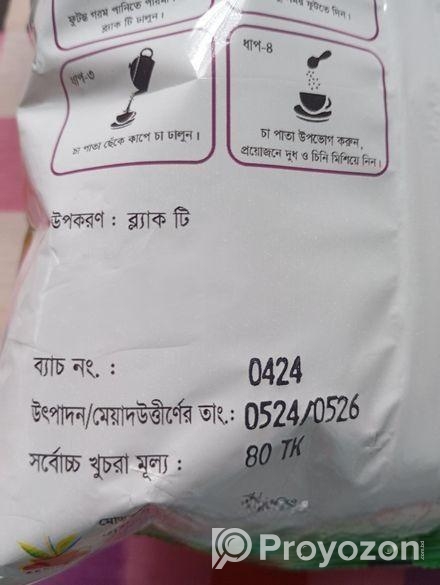 ফুটন্ত গরম পানিতে
ব্ল্যাক টি ঢালুন।
ফুটতে দিন।
ধাপ-৩
চা পাতা ছেঁকে কাপে চা ঢালুন।
ধাপ-৪
চা পাতা উপভোগ করুন,
প্রয়োজনে দুধ ও চিনি মিশিয়ে নিন।
উপকরণ : ব্ল্যাক টি
ব্যাচ নং. : 0424
উৎপাদন/মেয়াদউত্তীর্ণের তাং.: 0524/0526
সর্বোচ্চ খুচরা মূল্য : 80 TK
Proyozon